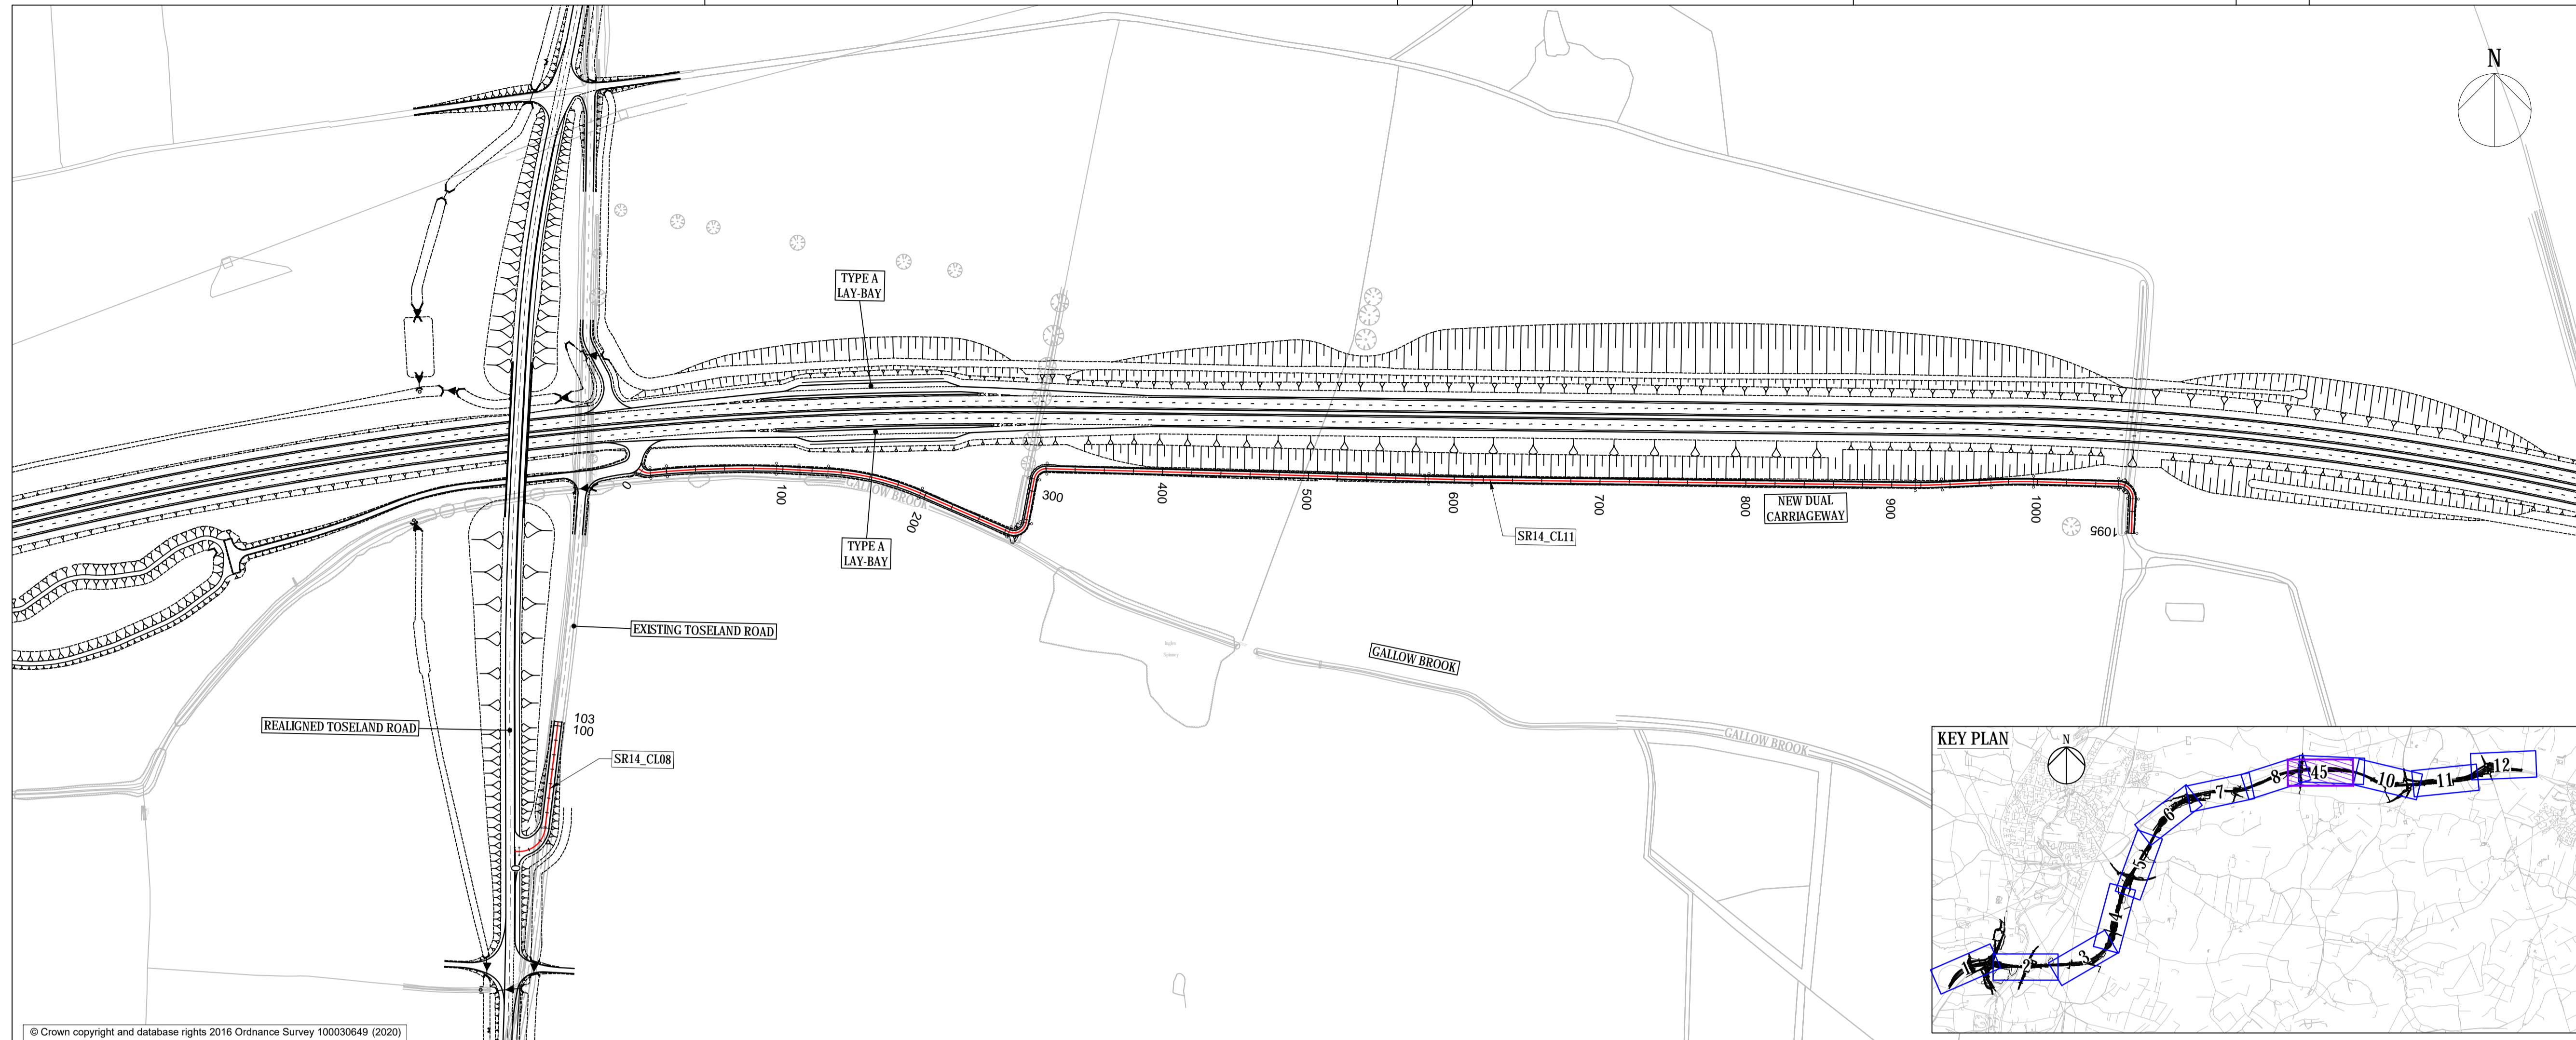 N
TYPE A
LAY-BAY
0
100
GALLOW BROOK
200
300
400
500
600
700
800
900
1000
1095
NEW DUAL
CARRIAGEWAY
SR14_CL11
TYPE A
LAY-BAY
EXISTING TOSELAND ROAD
GALLOW BROOK
REALIGNED TOSELAND ROAD
103
100
SR14_CL08
0
GALLOW BROOK
KEY PLAN
N
1
2
3
4
5
6
7
8
45
10
11
12
© Crown copyright and database rights 2016 Ordnance Survey 100030649 (2020)